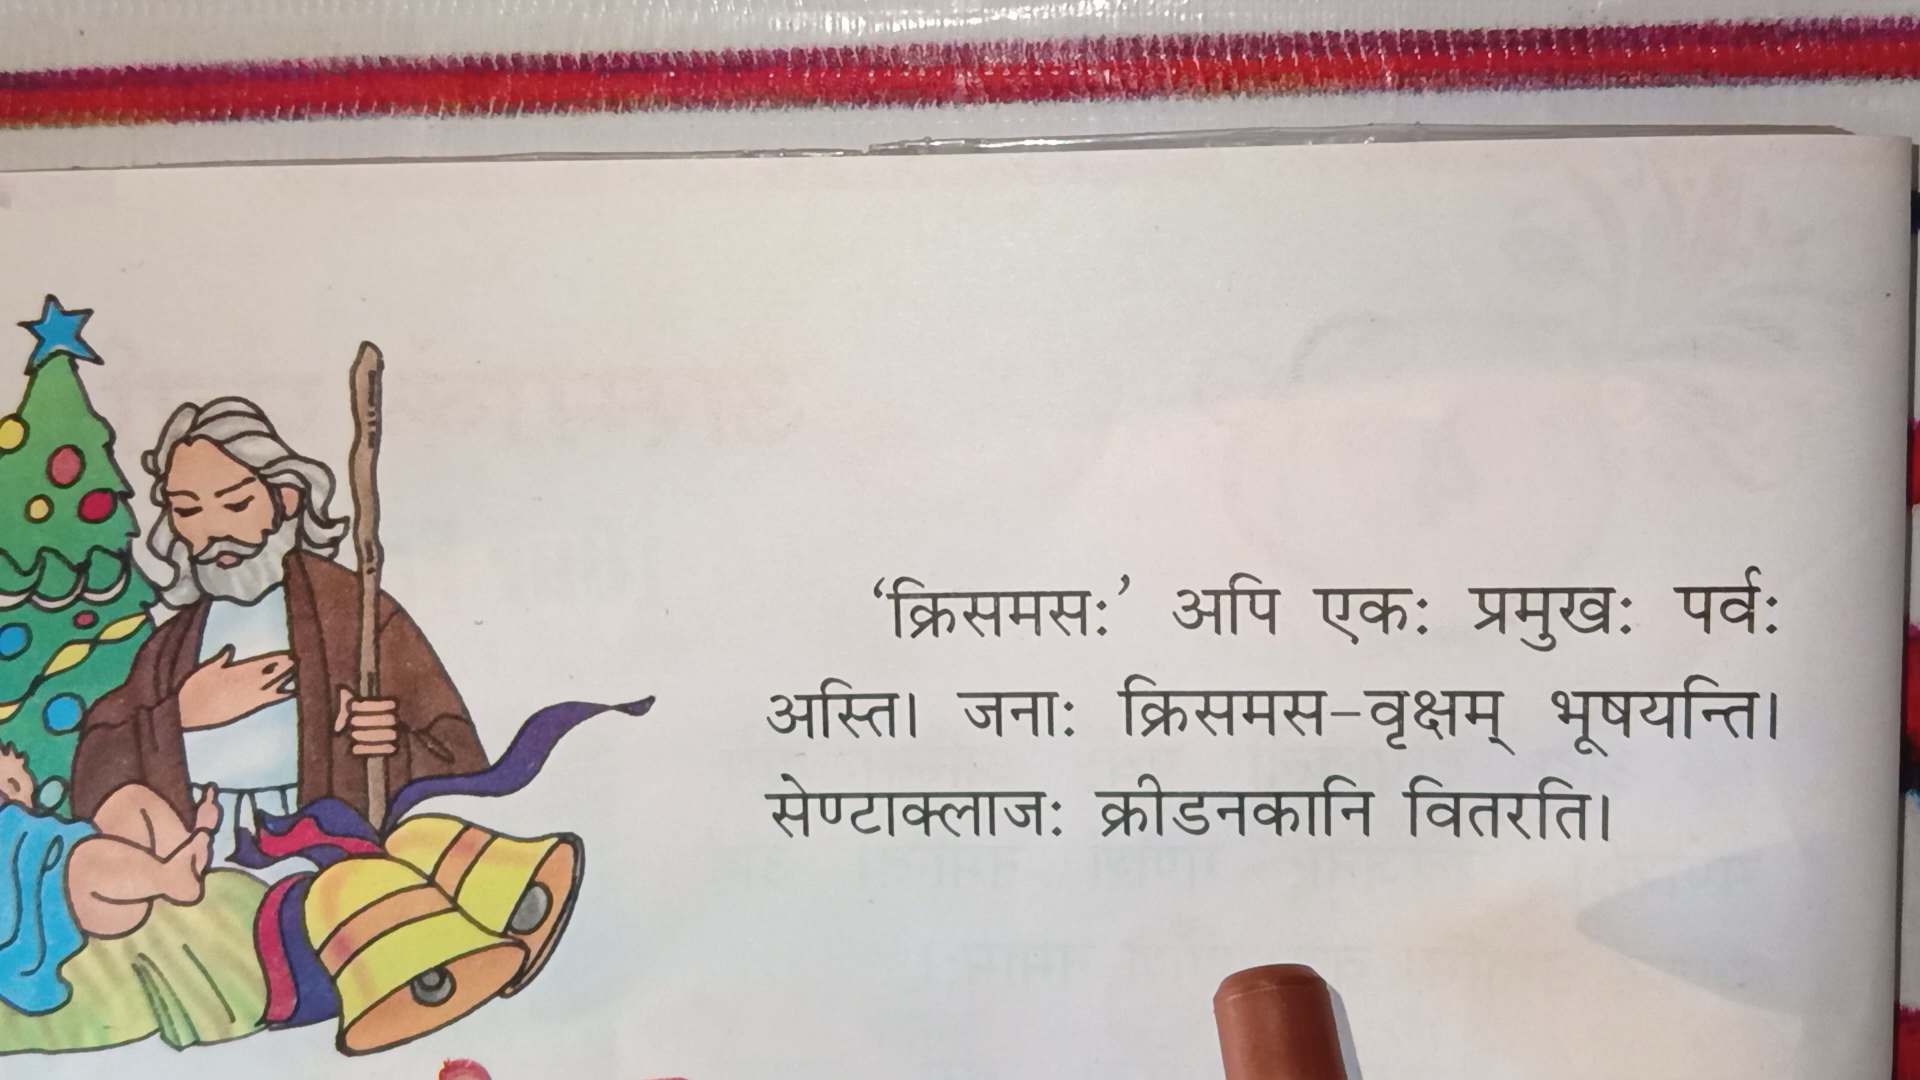 ‘क्रिसमसः’ अपि एकः प्रमुखः पर्वः
अस्ति। जनाः क्रिसमस-वृक्षम् भूषयन्ति।
सेण्टाक्लाजः क्रीडनकानि वितरति।